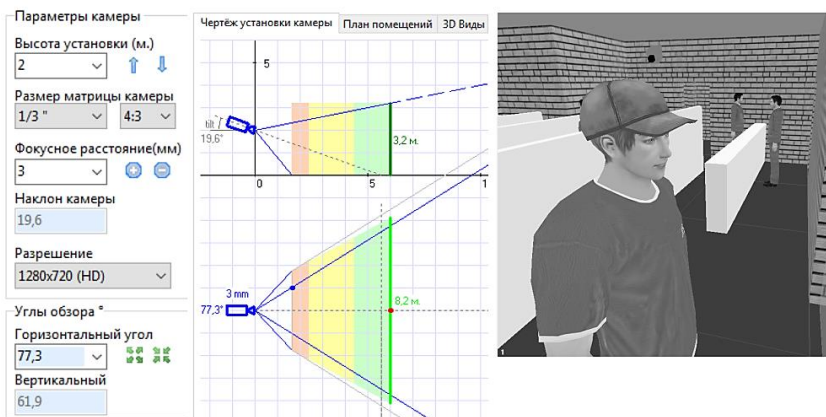 Параметры камеры
Высота установки (м.)
2
Размер матрицы камеры
1/3 "
4:3
Фокусное расстояние(мм)
3
Наклон камеры
19,6
Разрешение
1280x720 (HD)
Углы обзора °
Горизонтальный угол
77,3
Вертикальный
61,9
Чертёж установки камеры
План помещений
3D Виды
5
tilt
19,6°
3,2 м.
0
5
1
3 mm
77,3°
8,2 м.
1